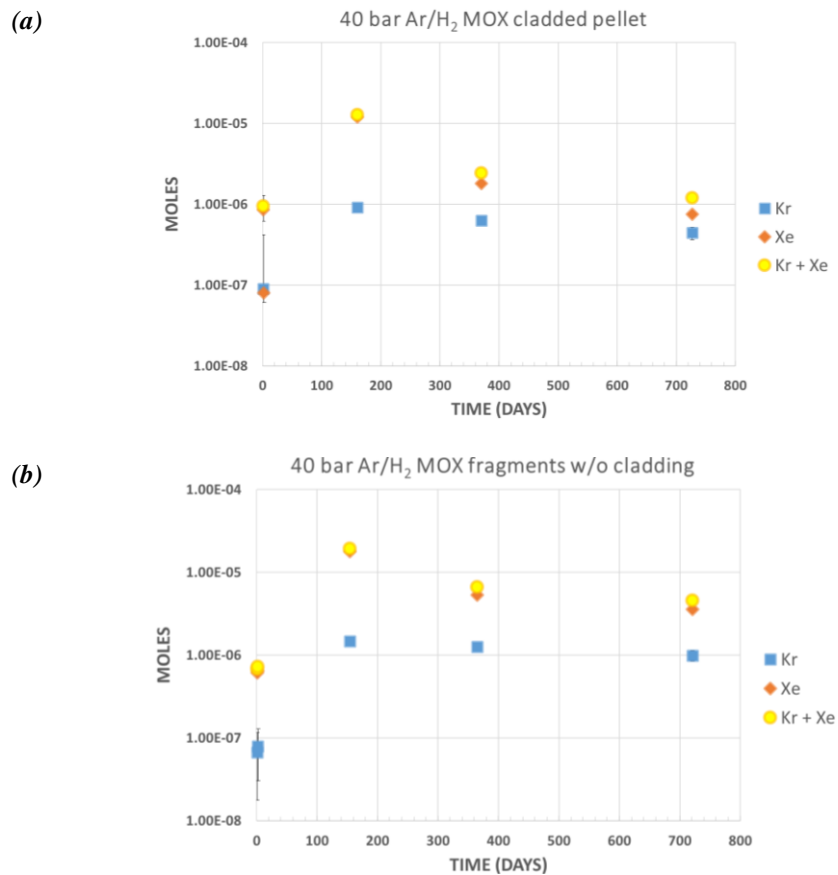 (a)
40 bar Ar/H₂ MOX cladded pellet
1.00E-04
1.00E-05
1.00E-06
1.00E-07
1.00E-08
MOLES
0 100 200 300 400 500 600 700 800
TIME (DAYS)
Kr
Xe
Kr + Xe
(b)
40 bar Ar/H₂ MOX fragments w/o cladding
1.00E-04
1.00E-05
1.00E-06
1.00E-07
1.00E-08
MOLES
0 100 200 300 400 500 600 700 800
TIME (DAYS)
Kr
Xe
Kr + Xe